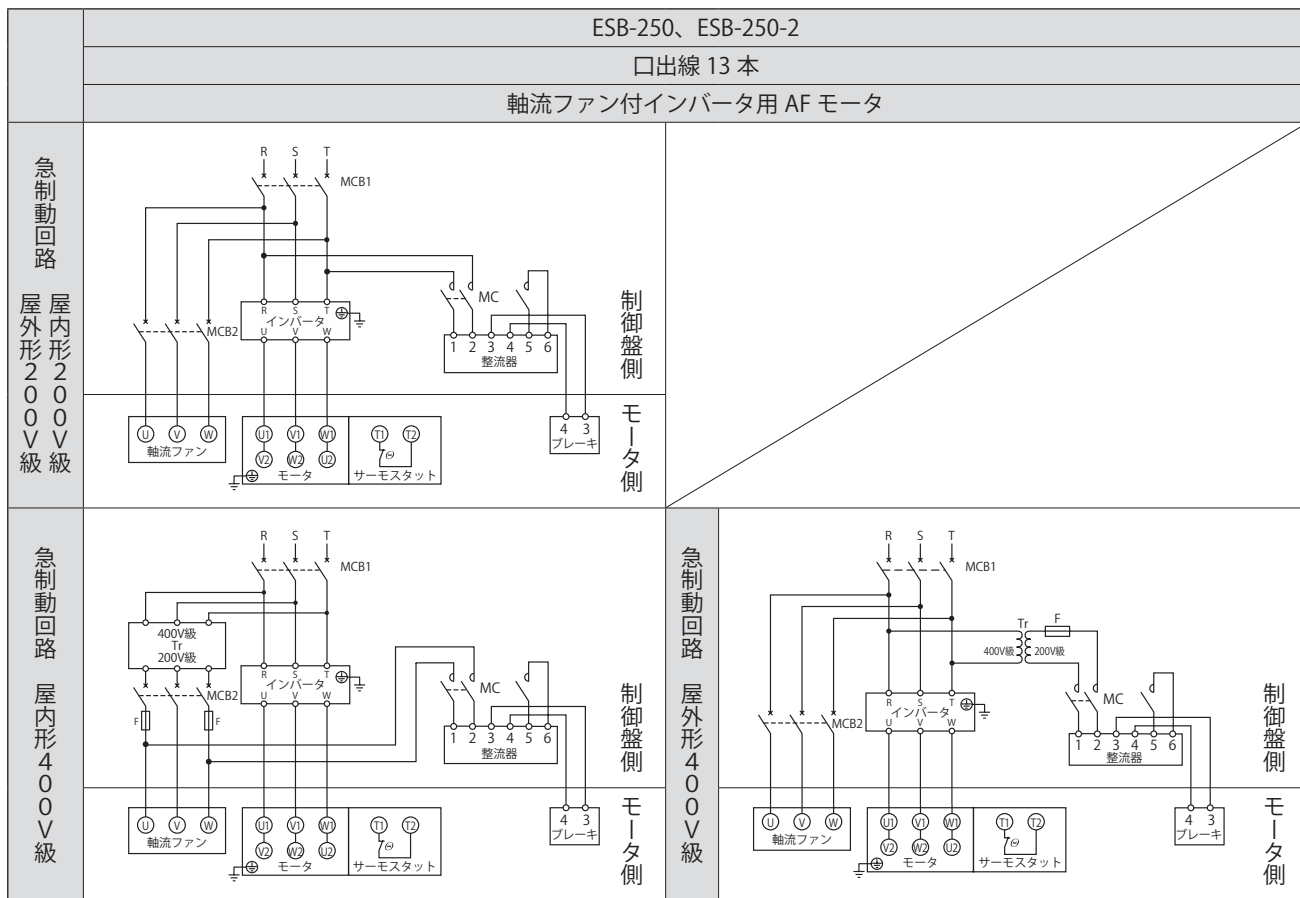 ESB-250、ESB-250-2
口出線 13 本
軸流ファン付インバータ用 AF モータ
急制動回路 屋内形200V級
屋外形200V級
R S T
MCB1
MC
MCB2
R S T
インバータ
U V W
1 2 3 4 5 6
整流器
制御盤側
U V W
軸流ファン
U1 V1 W1
V2 W2 U2
モータ
T1 T2
Θ
サーモスタット
4 3
ブレーキ
モータ側
急制動回路 屋内形400V級
R S T
MCB1
400V級
Tr
200V級
MCB2
F F
R S T
インバータ
U V W
MC
1 2 3 4 5 6
整流器
制御盤側
U V W
軸流ファン
U1 V1 W1
V2 W2 U2
モータ
T1 T2
Θ
サーモスタット
4 3
ブレーキ
モータ側
急制動回路 屋外形400V級
R S T
MCB1
Tr F
400V級 200V級
MCB2
R S T
インバータ
U V W
MC
1 2 3 4 5 6
整流器
制御盤側
U V W
軸流ファン
U1 V1 W1
V2 W2 U2
モータ
T1 T2
Θ
サーモスタット
4 3
ブレーキ
モータ側